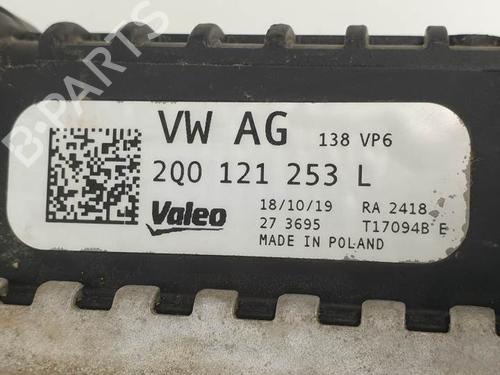 VW AG 138 VP6
2Q0 121 253 L
Valeo 18/10/19 RA 2418
27 3695 T17094B E
MADE IN POLAND
B-PARTS